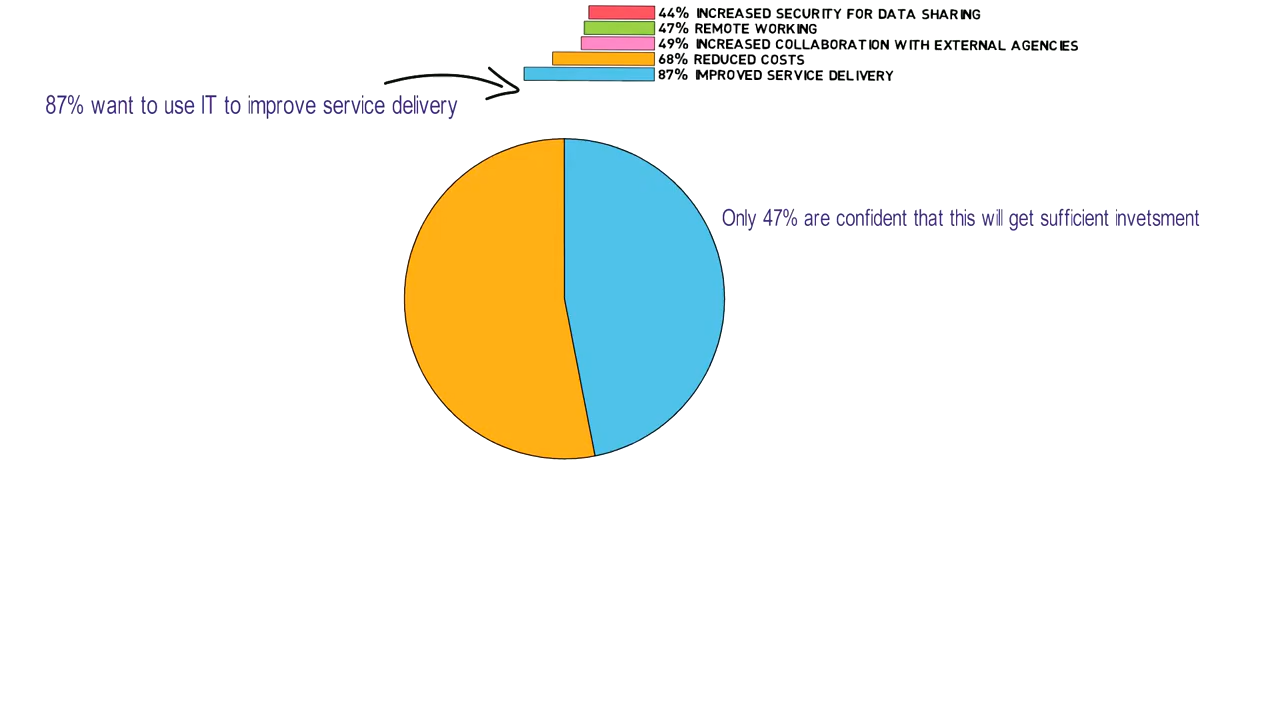 44% INCREASED SECURITY FOR DATA SHARING
47% REMOTE WORKING
49% INCREASED COLLABORATION WITH EXTERNAL AGENCIES
68% REDUCED COSTS
87% IMPROVED SERVICE DELIVERY
87% want to use IT to improve service delivery
Only 47% are confident that this will get sufficient invetsment